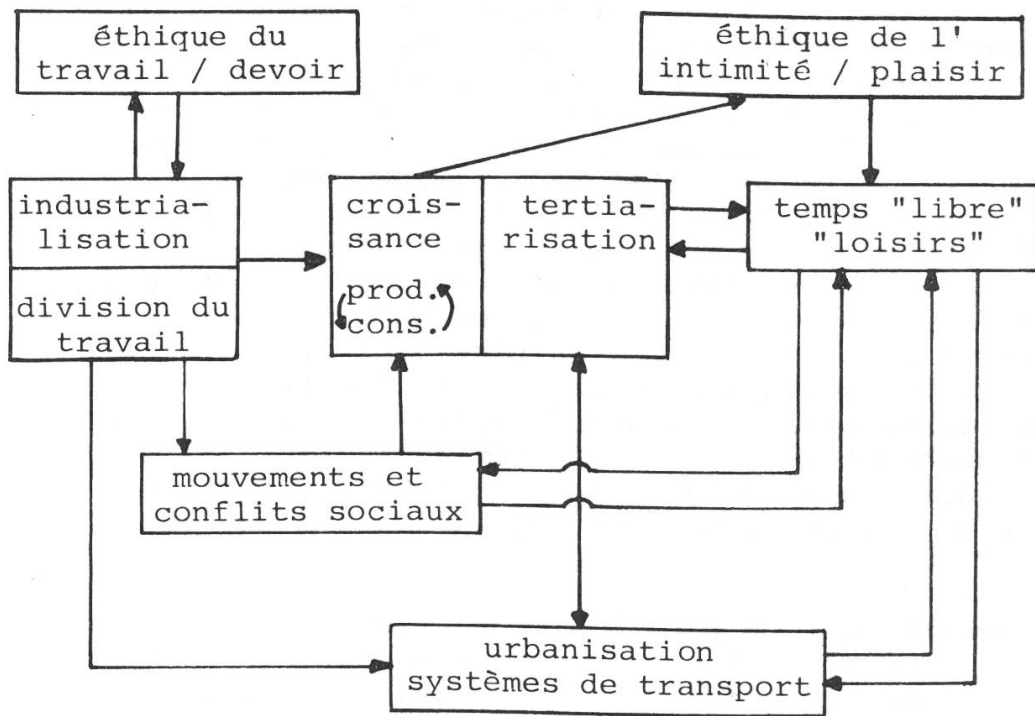 éthique du
travail / devoir
éthique de l'
intimité / plaisir
industria-
lisation
division du
travail
crois-
sance
prod.
cons.
tertia-
risation
temps "libre"
"loisirs"
mouvements et
conflits sociaux
urbanisation
systèmes de transport